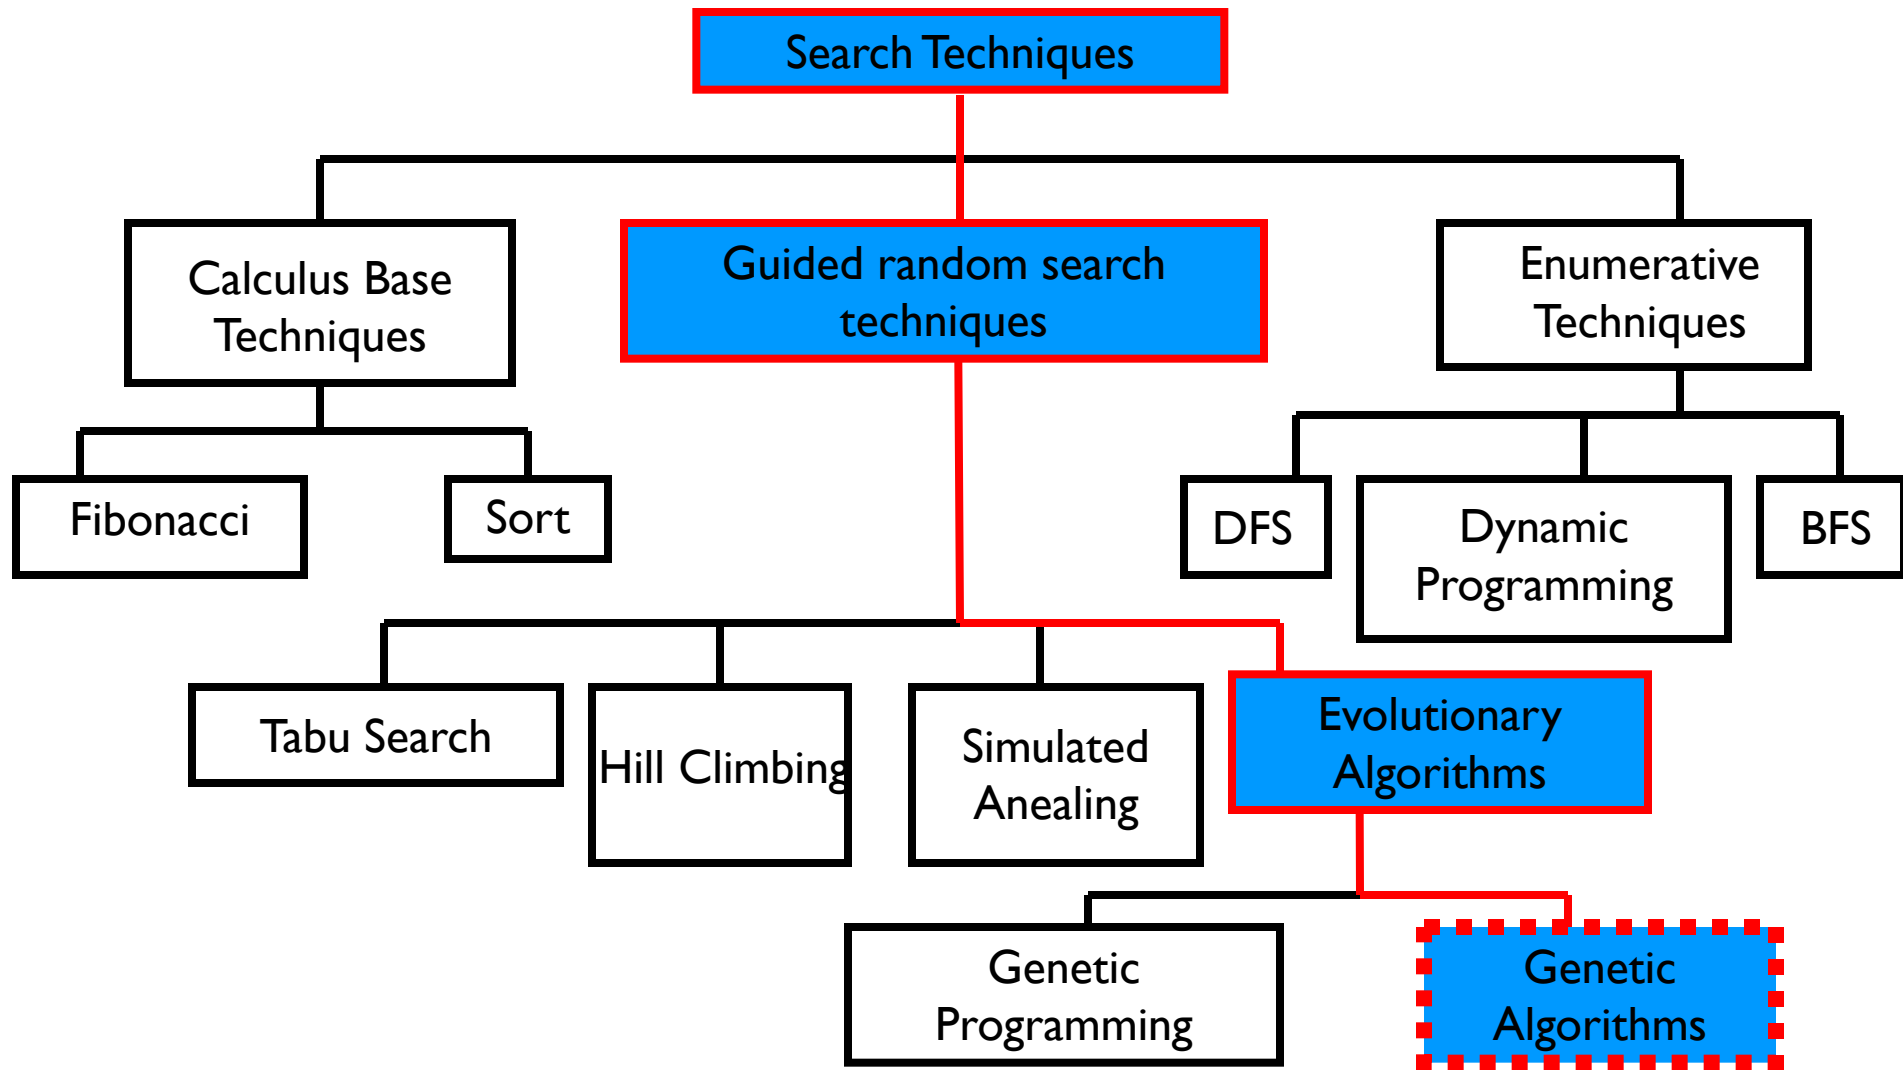 Search Techniques
Calculus Base
Techniques
Guided random search
techniques
Enumerative
Techniques
Fibonacci
Sort
DFS
Dynamic
Programming
BFS
Tabu Search
Hill Climbing
Simulated
Anealing
Evolutionary
Algorithms
Genetic
Programming
Genetic
Algorithms